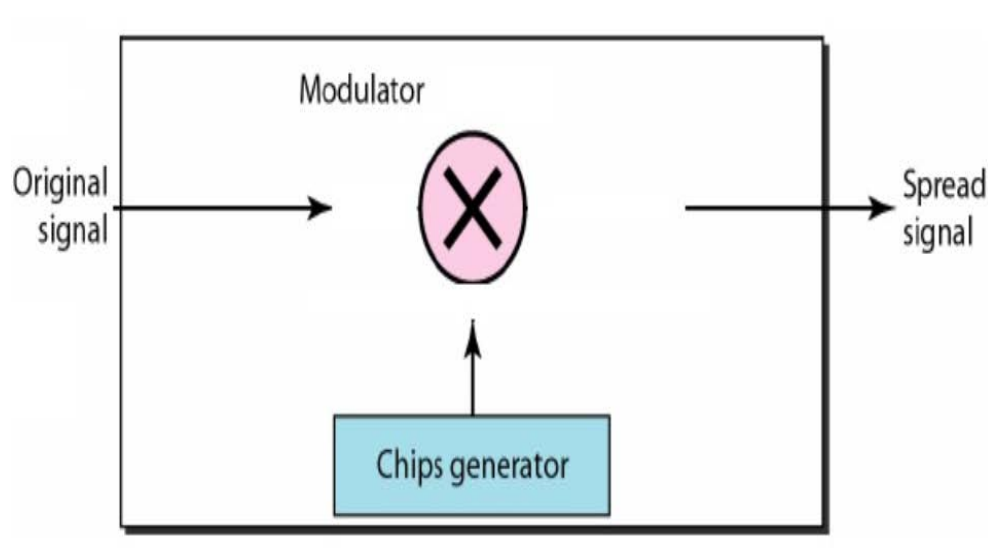 Modulator
Original
signal
Spread
signal
Chips generator